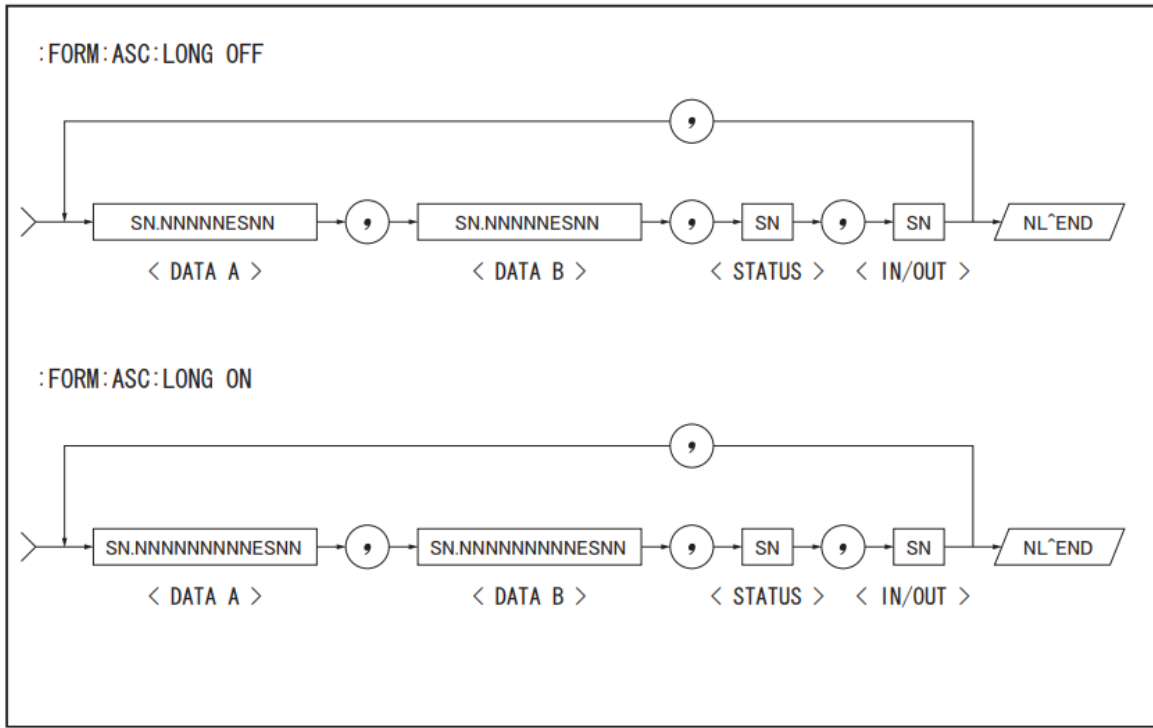 :FORM:ASC:LONG OFF
,
SN.NNNNNESNN , SN.NNNNNESNN , SN , SN NL^END
< DATA A > < DATA B > < STATUS > < IN/OUT >
:FORM:ASC:LONG ON
,
SN.NNNNNNNNNESNN , SN.NNNNNNNNNESNN , SN , SN NL^END
< DATA A > < DATA B > < STATUS > < IN/OUT >